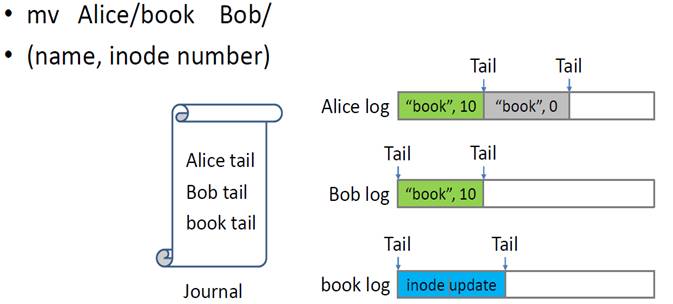 • mv Alice/book Bob/
• (name, inode number)
Tail Tail
Alice log “book”, 10 “book”, 0
Tail Tail
Bob log “book”, 10
Tail Tail
book log inode update
Alice tail
Bob tail
book tail
Journal